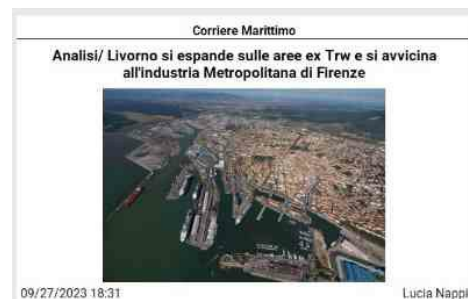 Corriere Marittimo
Analisi/ Livorno si espande sulle aree ex Trw e si avvicina
all'industria Metropolitana di Firenze
09/27/2023 18:31
Lucia Nappi